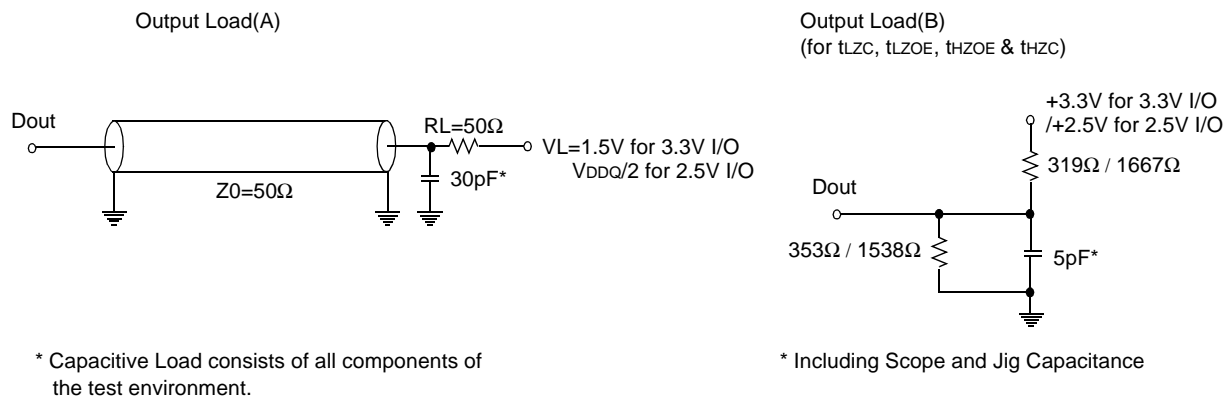 Output Load(A)
Dout
Z0=50Ω
RL=50Ω
30pF*
VL=1.5V for 3.3V I/O
VDDQ/2 for 2.5V I/O
* Capacitive Load consists of all components of
the test environment.
Output Load(B)
(for tLZC, tLZOE, tHZOE & tHZC)
+3.3V for 3.3V I/O
/+2.5V for 2.5V I/O
319Ω / 1667Ω
Dout
353Ω / 1538Ω
5pF*
* Including Scope and Jig Capacitance